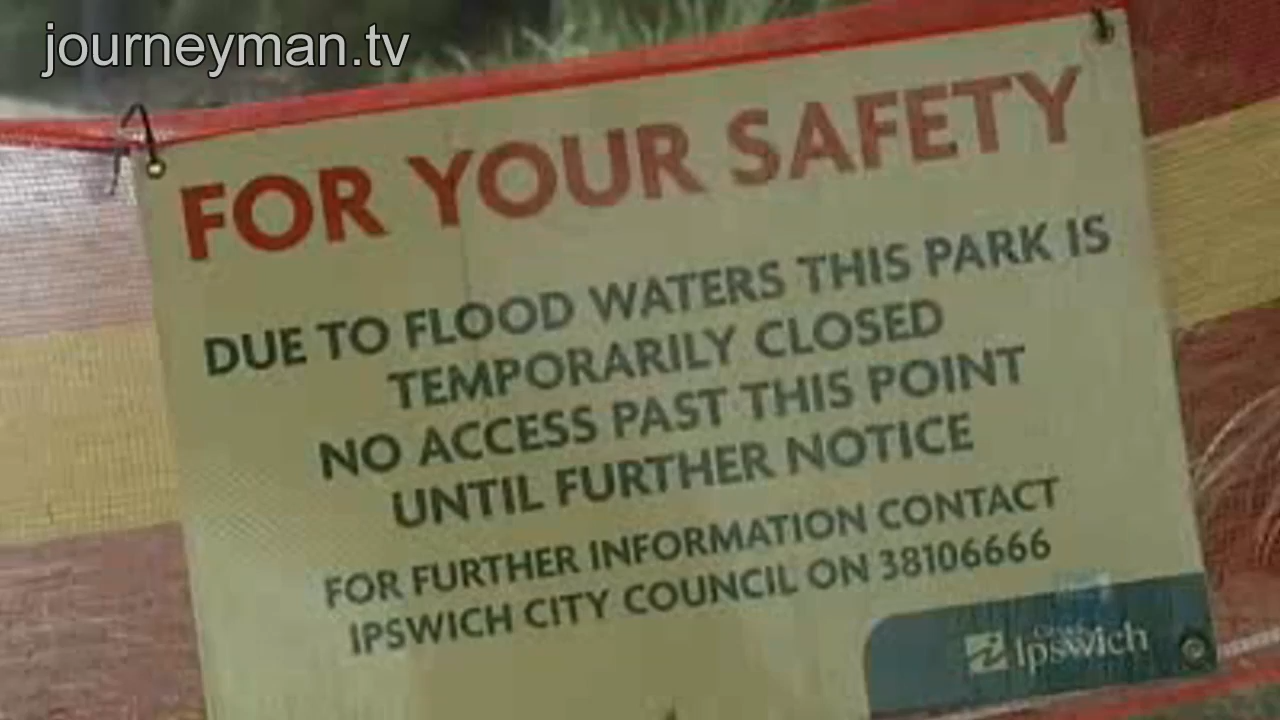 journeyman.tv
FOR YOUR SAFETY
DUE TO FLOOD WATERS THIS PARK IS
TEMPORARILY CLOSED
NO ACCESS PAST THIS POINT
UNTIL FURTHER NOTICE
FOR FURTHER INFORMATION CONTACT
IPSWICH CITY COUNCIL ON 38106666
Ipswich